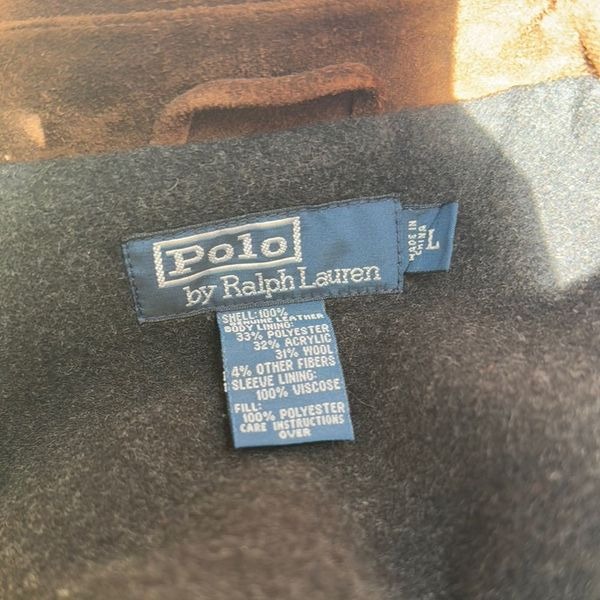 Polo
by Ralph Lauren
L
MADE IN
CHINA
SHELL: 100%
GENUINE LEATHER
BODY LINING:
33% POLYESTER
32% ACRYLIC
31% WOOL
4% OTHER FIBERS
SLEEVE LINING:
100% VISCOSE
FILL:
100% POLYESTER
CARE INSTRUCTIONS
OVER